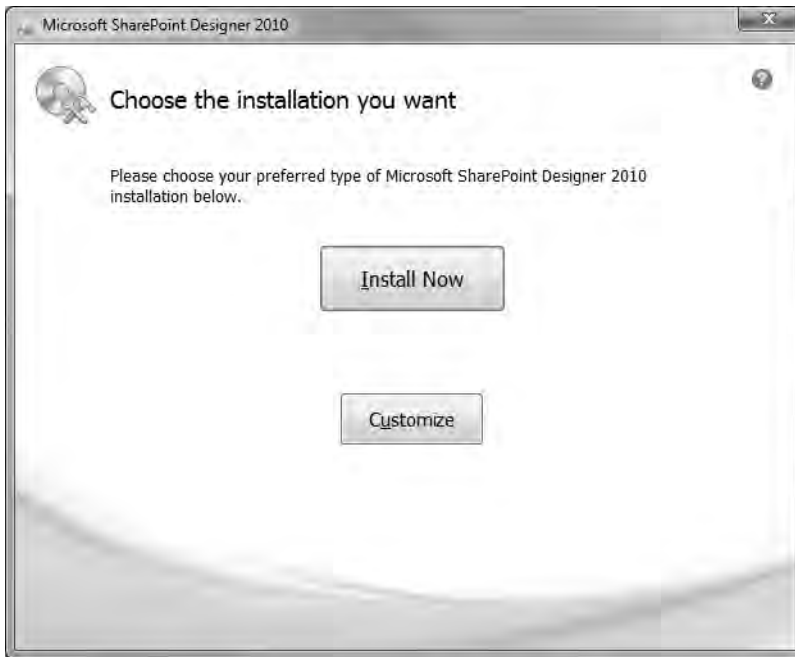 Microsoft SharePoint Designer 2010
Choose the installation you want
Please choose your preferred type of Microsoft SharePoint Designer 2010
installation below.
Install Now
Customize